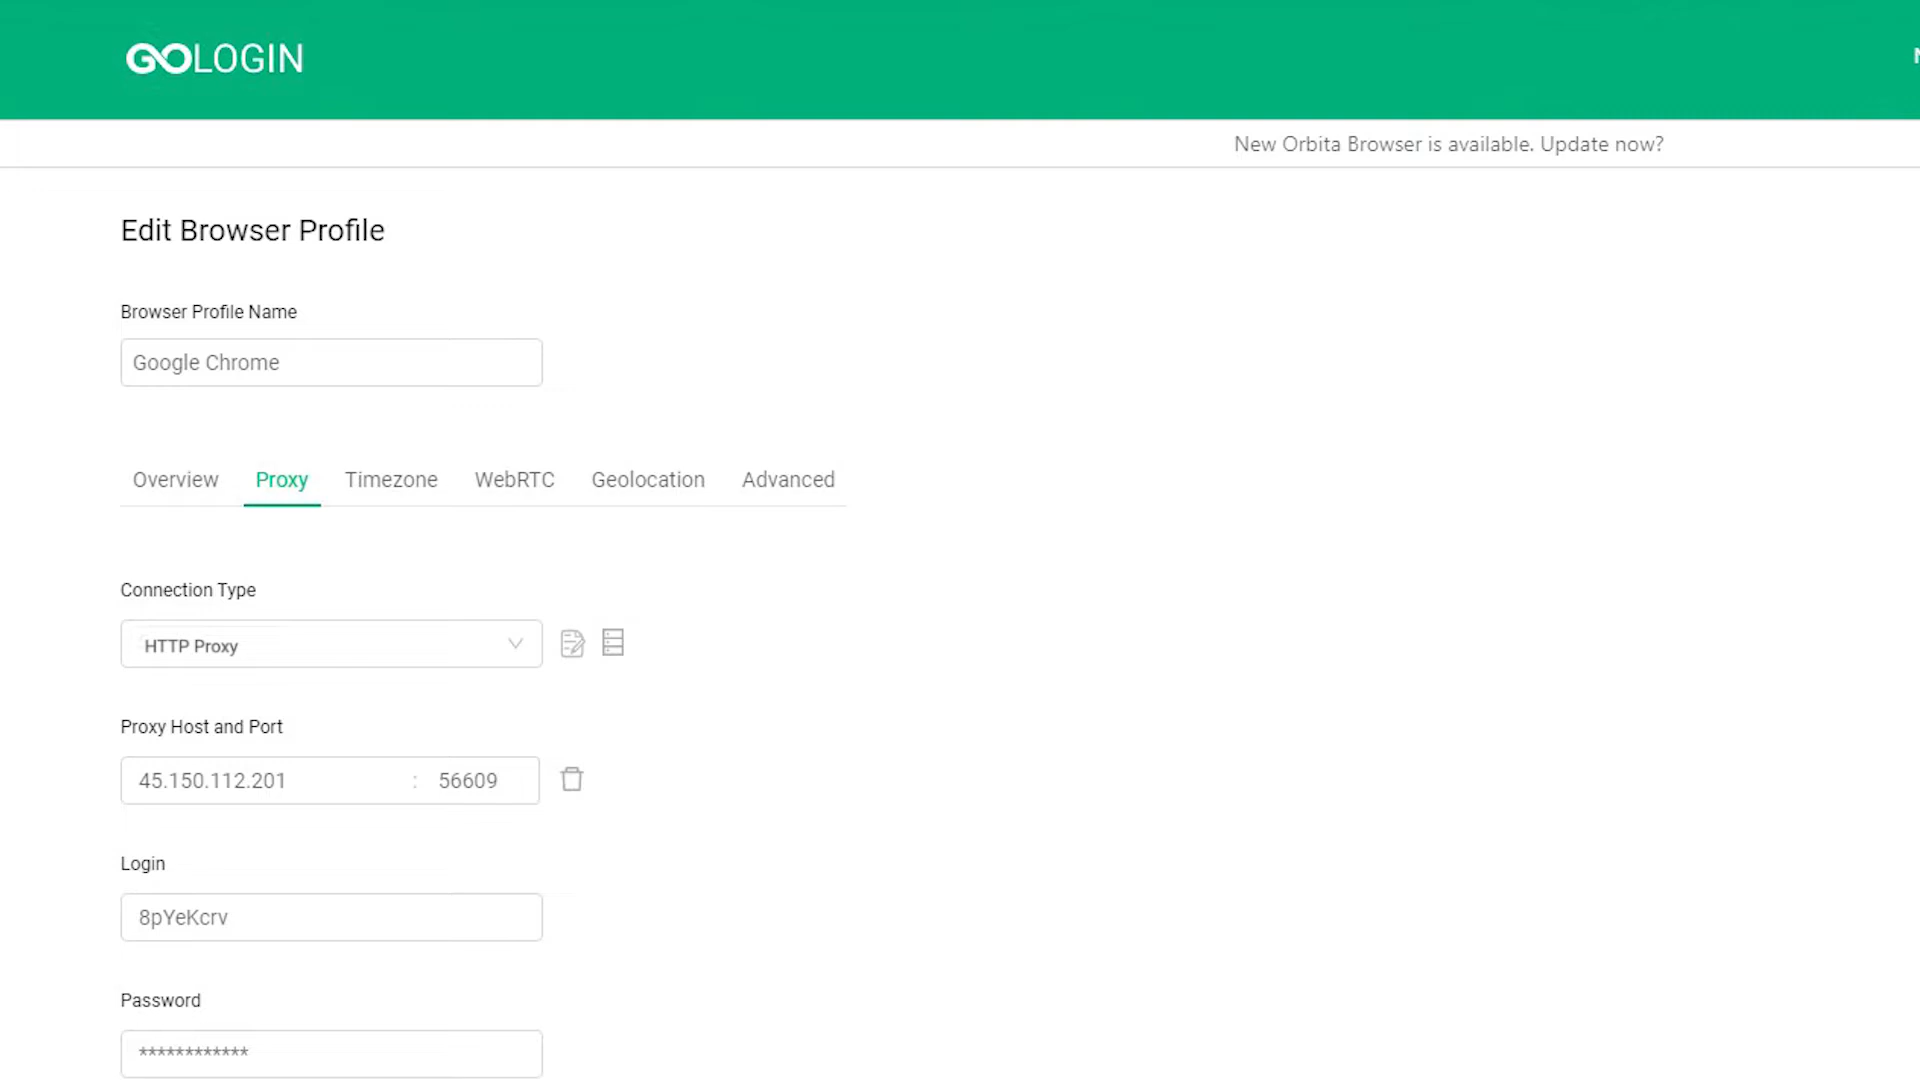 GOLOGIN
New Orbita Browser is available. Update now?
Edit Browser Profile
Browser Profile Name
Google Chrome
Overview Proxy Timezone WebRTC Geolocation Advanced
Connection Type
HTTP Proxy
Proxy Host and Port
45.150.112.201 : 56609
Login
8pYeKcrv
Password
************